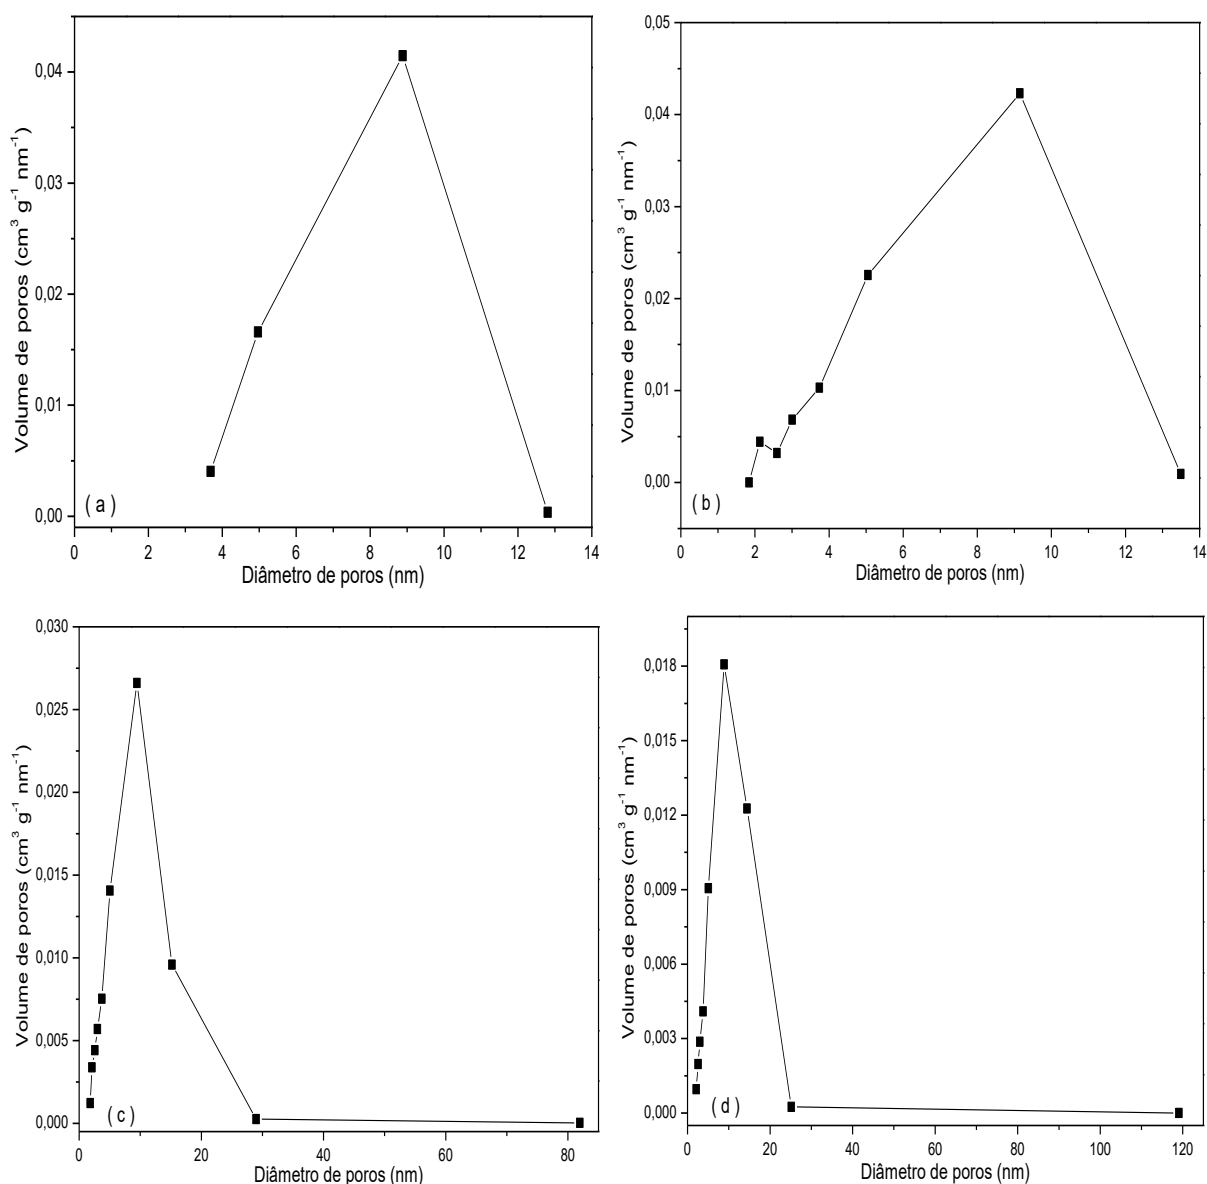 Volume de poros (cm³ g⁻¹ nm⁻¹)
0,04
0,03
0,02
0,01
0,00
( a )
0 2 4 6 8 10 12 14
Diâmetro de poros (nm)
Volume de poros (cm³ g⁻¹ nm⁻¹)
0,05
0,04
0,03
0,02
0,01
0,00
( b )
0 2 4 6 8 10 12 14
Diâmetro de poros (nm)
Volume de poros (cm³ g⁻¹ nm⁻¹)
0,030
0,025
0,020
0,015
0,010
0,005
0,000
( c )
0 20 40 60 80
Diâmetro de poros (nm)
Volume de poros (cm³ g⁻¹ nm⁻¹)
0,018
0,015
0,012
0,009
0,006
0,003
0,000
( d )
0 20 40 60 80 100 120
Diâmetro de poros (nm)